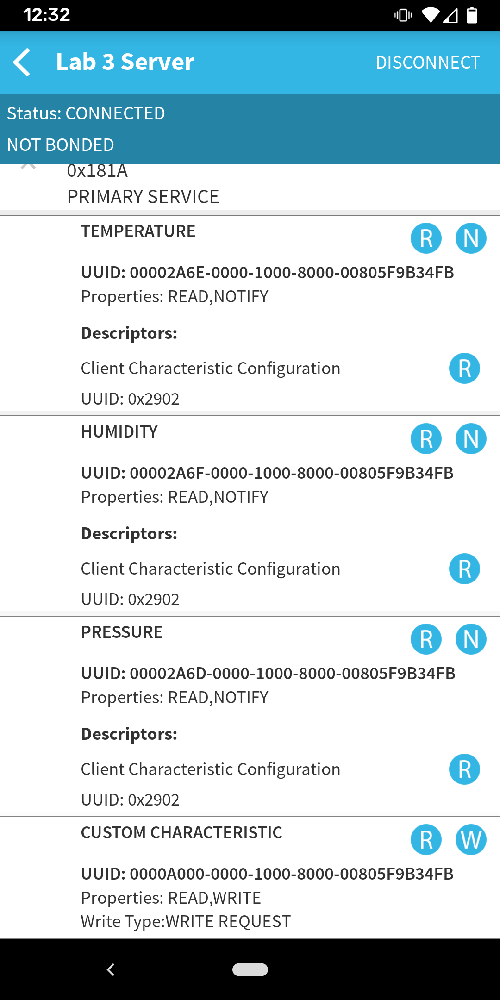 12:32
Lab 3 Server DISCONNECT
Status: CONNECTED
NOT BONDED
0x181A
PRIMARY SERVICE
TEMPERATURE R N
UUID: 00002A6E-0000-1000-8000-00805F9B34FB
Properties: READ,NOTIFY
Descriptors:
Client Characteristic Configuration R
UUID: 0x2902
HUMIDITY R N
UUID: 00002A6F-0000-1000-8000-00805F9B34FB
Properties: READ,NOTIFY
Descriptors:
Client Characteristic Configuration R
UUID: 0x2902
PRESSURE R N
UUID: 00002A6D-0000-1000-8000-00805F9B34FB
Properties: READ,NOTIFY
Descriptors:
Client Characteristic Configuration R
UUID: 0x2902
CUSTOM CHARACTERISTIC R W
UUID: 0000A000-0000-1000-8000-00805F9B34FB
Properties: READ,WRITE
Write Type:WRITE REQUEST